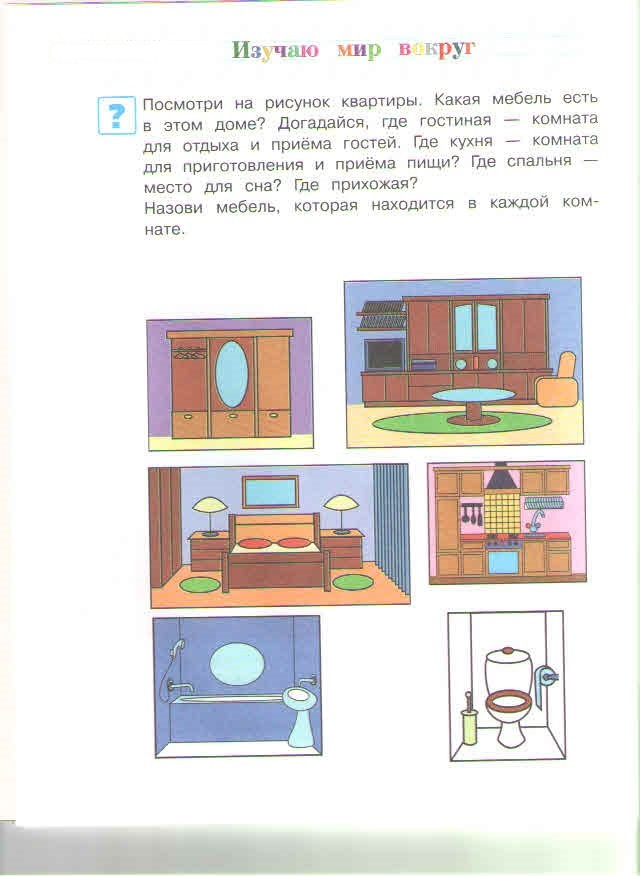 Изучаю мир вокруг
?
Посмотри на рисунок квартиры. Какая мебель есть
в этом доме? Догадайся, где гостиная — комната
для отдыха и приёма гостей. Где кухня — комната
для приготовления и приёма пищи? Где спальня —
место для сна? Где прихожая?
Назови мебель, которая находится в каждой ком-
нате.